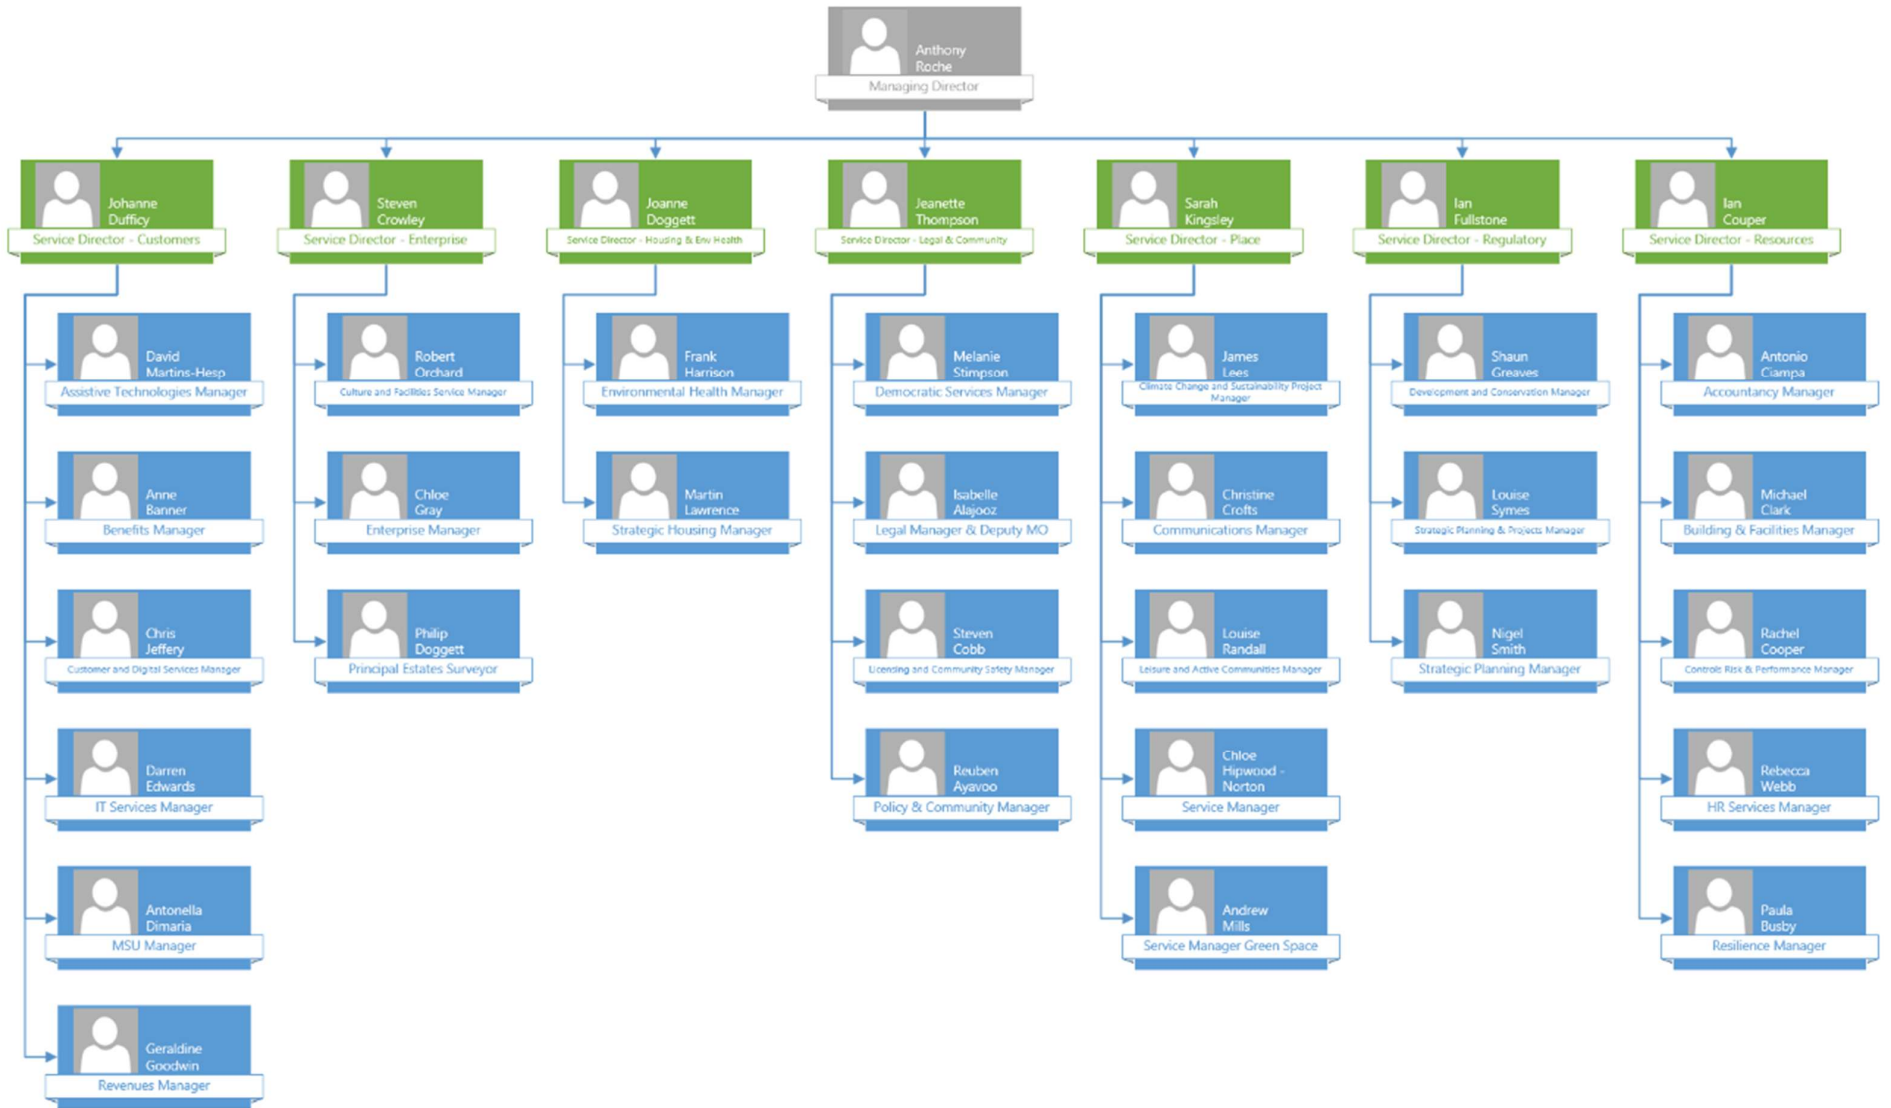 Anthony
Roche
Managing Director
Johanne
Dufficy
Service Director - Customers
Steven
Crowley
Service Director - Enterprise
Joanne
Doggett
Service Director - Housing & Env Health
Jeanette
Thompson
Service Director - Legal & Community
Sarah
Kingsley
Service Director - Place
Ian
Fullstone
Service Director - Regulatory
Ian
Couper
Service Director - Resources
David
Martins-Hesp
Assistive Technologies Manager
Robert
Orchard
Culture and Facilities Service Manager
Frank
Harrison
Environmental Health Manager
Melanie
Stimpson
Democratic Services Manager
James
Lees
Climate Change and Sustainability Project
Manager
Shaun
Greaves
Development and Conservation Manager
Antonio
Ciampa
Accountancy Manager
Anne
Banner
Benefits Manager
Chloe
Gray
Enterprise Manager
Martin
Lawrence
Strategic Housing Manager
Isabelle
Alajooz
Legal Manager & Deputy MO
Christine
Crofts
Communications Manager
Louise
Symes
Strategic Planning & Projects Manager
Michael
Clark
Building & Facilities Manager
Chris
Jeffery
Customer and Digital Services Manager
Philip
Doggett
Principal Estates Surveyor
Steven
Cobb
Licensing and Community Safety Manager
Louise
Randall
Leisure and Active Communities Manager
Nigel
Smith
Strategic Planning Manager
Rachel
Cooper
Controls Risk & Performance Manager
Darren
Edwards
IT Services Manager
Reuben
Ayavoo
Policy & Community Manager
Chloe
Hipwood -
Norton
Service Manager
Rebecca
Webb
HR Services Manager
Antonella
Dimaria
MSU Manager
Andrew
Mills
Service Manager Green Space
Paula
Busby
Resilience Manager
Geraldine
Goodwin
Revenues Manager